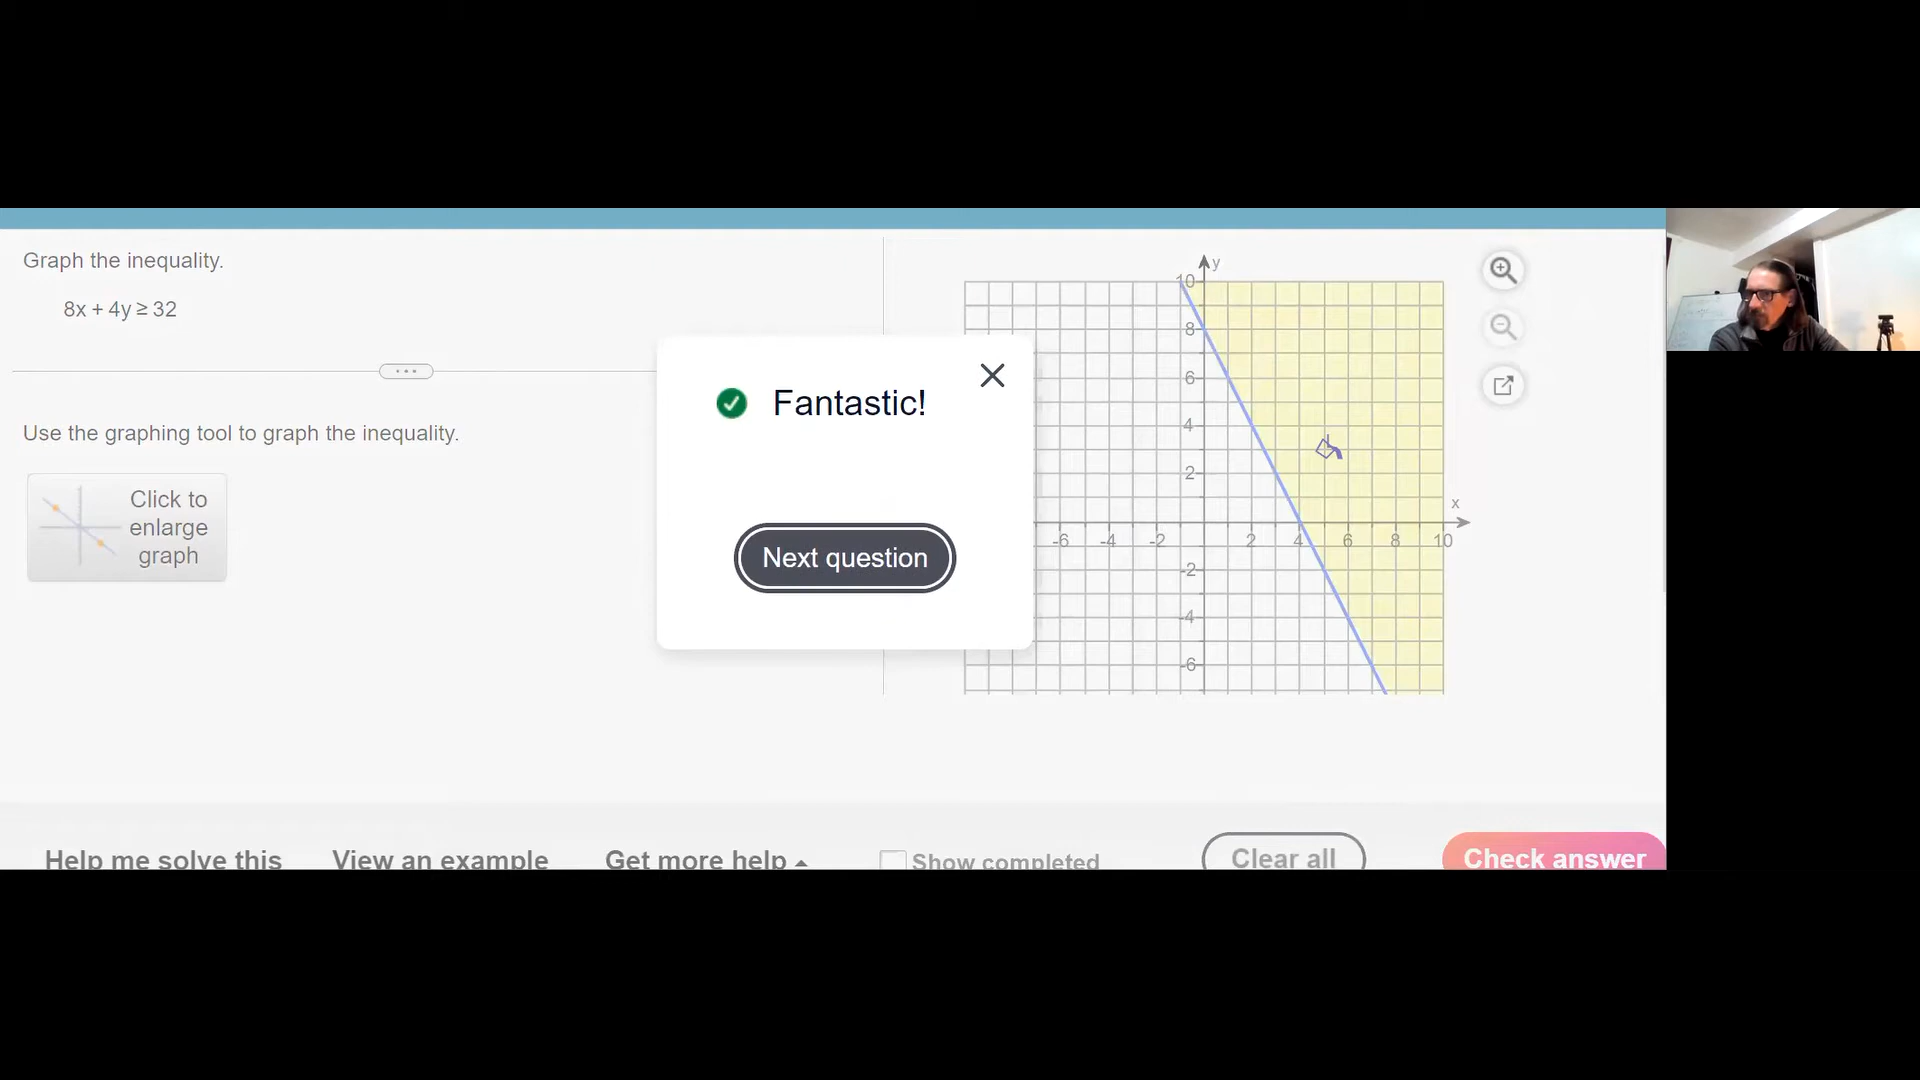 Graph the inequality.
8x + 4y ≥ 32
Use the graphing tool to graph the inequality.
Click to
enlarge
graph
Fantastic!
Next question
y
10
8
6
4
2
x
-6 -4 -2 2 4 6 8 10
-2
-4
-6
Help me solve this View an example Get more help Show completed Clear all Check answer